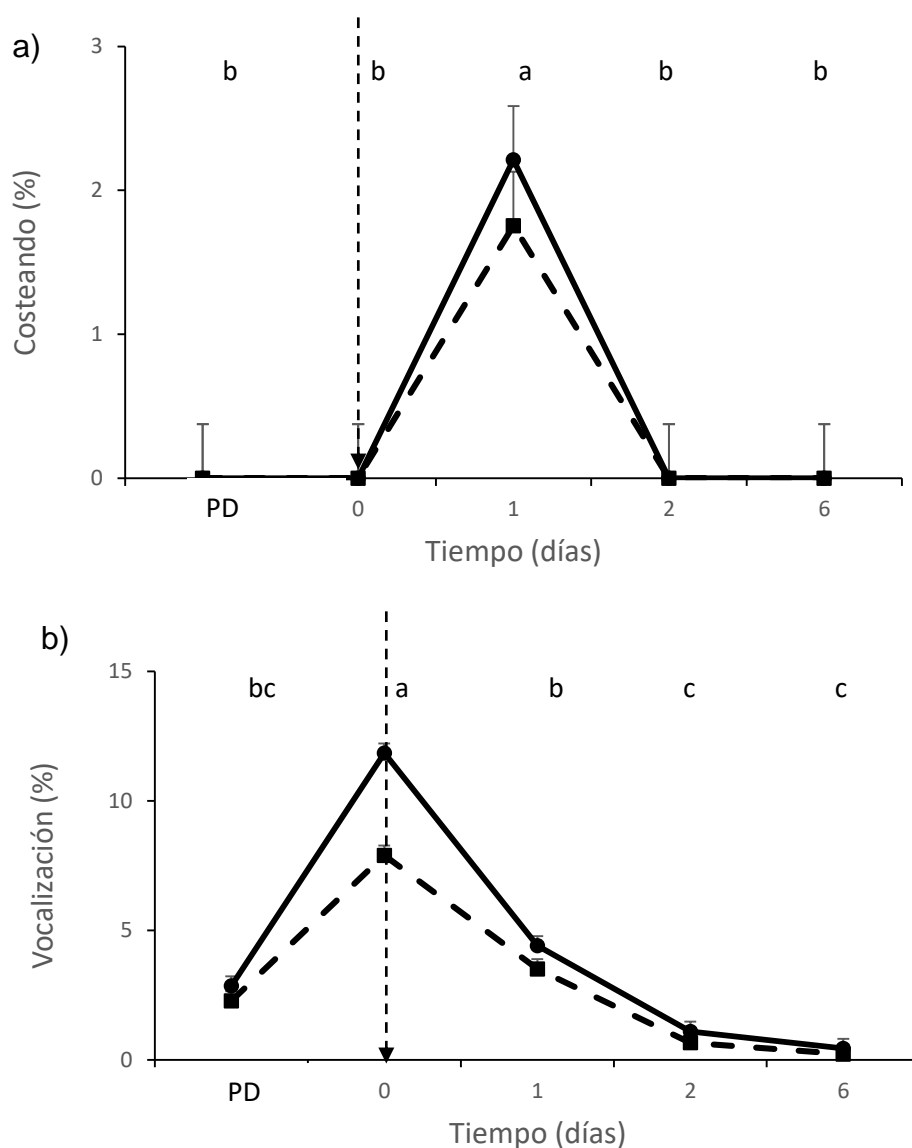 a)
3
b b a b b
2
1
0
Costeando (%)
PD 0 1 2 6
Tiempo (días)
b)
15
bc a b c c
10
5
0
Vocalización (%)
PD 0 1 2 6
Tiempo (días)